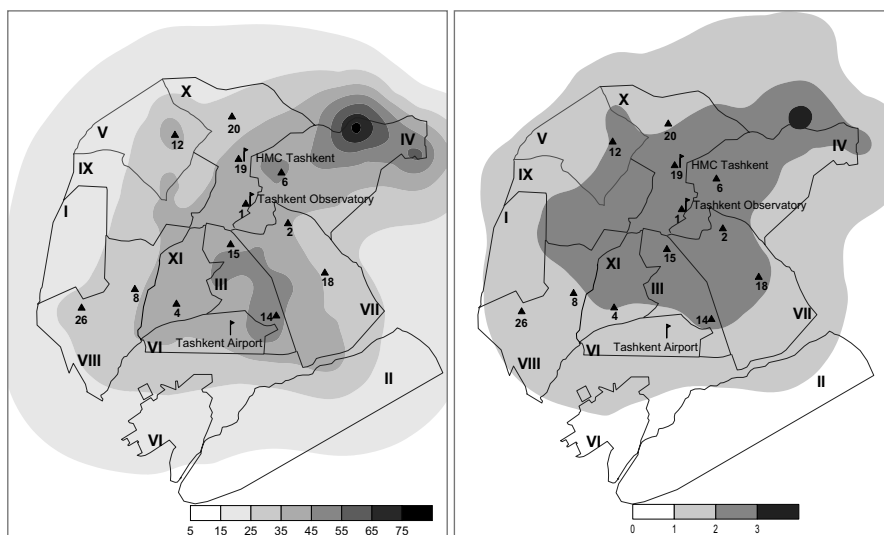 X
V
20
12
IV
HMC Tashkent
19
IX
6
I
Tashkent Observatory
1
2
15
XI
III
18
8
4
14
26
VII
VI
Tashkent Airport
VIII
II
VI
5 15 25 35 45 55 65 75
X
20
V
12
IV
HMC Tashkent
19
IX
6
I
Tashkent Observatory
1
2
15
XI
III
18
8
4
14
26
VII
VI
Tashkent Airport
VIII
II
VI
0 1 2 3